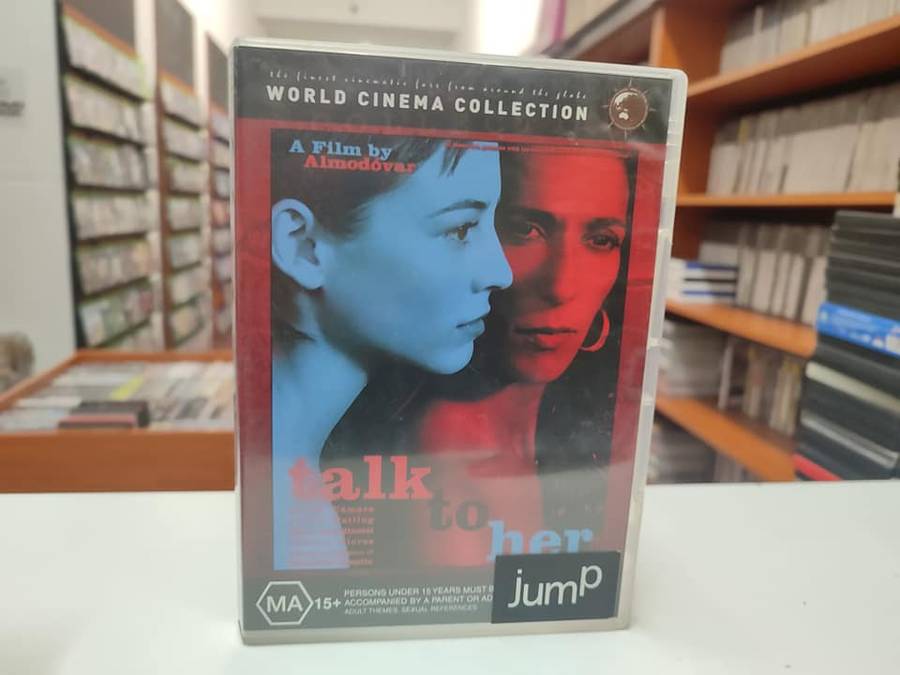 the finest cinematic fare from around the globe
WORLD CINEMA COLLECTION
A Film by
Almodóvar
talk
to
her
MA 15+
PERSONS UNDER 15 YEARS MUST B
ACCOMPANIED BY A PARENT OR AD
ADULT THEMES, SEXUAL REFERENCES
jump